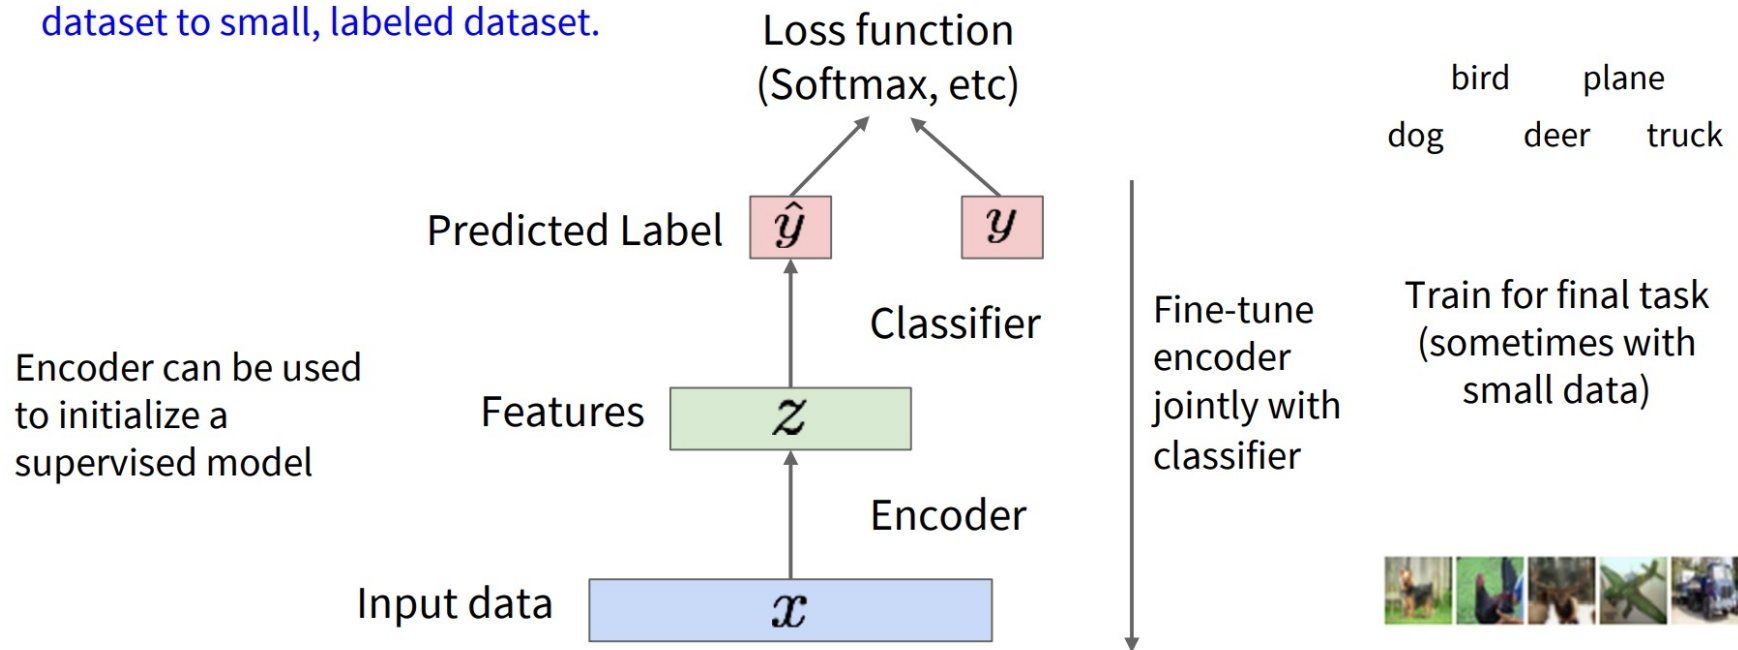 dataset to small, labeled dataset.
Loss function
(Softmax, etc)
bird plane
dog deer truck
Predicted Label
ŷ
y
Classifier
Fine-tune
encoder
jointly with
classifier
Train for final task
(sometimes with
small data)
Encoder can be used
to initialize a
supervised model
Features
z
Encoder
Input data
x